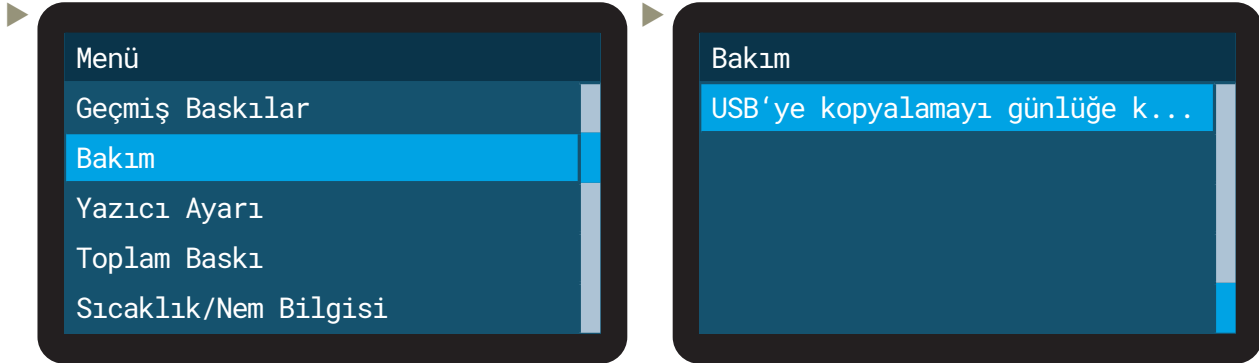 Menü
Geçmiş Baskılar
Bakım
Yazıcı Ayarı
Toplam Baskı
Sıcaklık/Nem Bilgisi
Bakım
USB‘ye kopyalamayı günlüğe k...